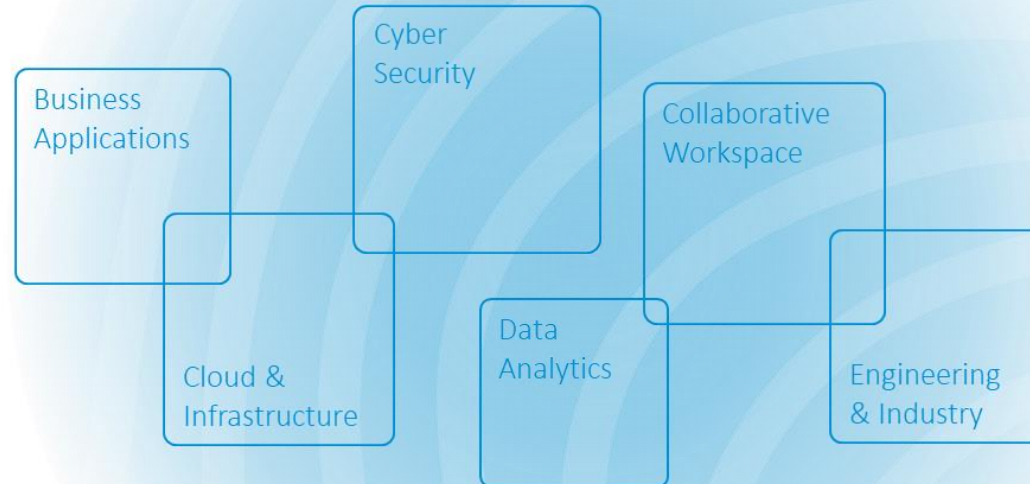 Cyber
Security
Business
Applications
Collaborative
Workspace
Data
Analytics
Cloud &
Infrastructure
Engineering
& Industry